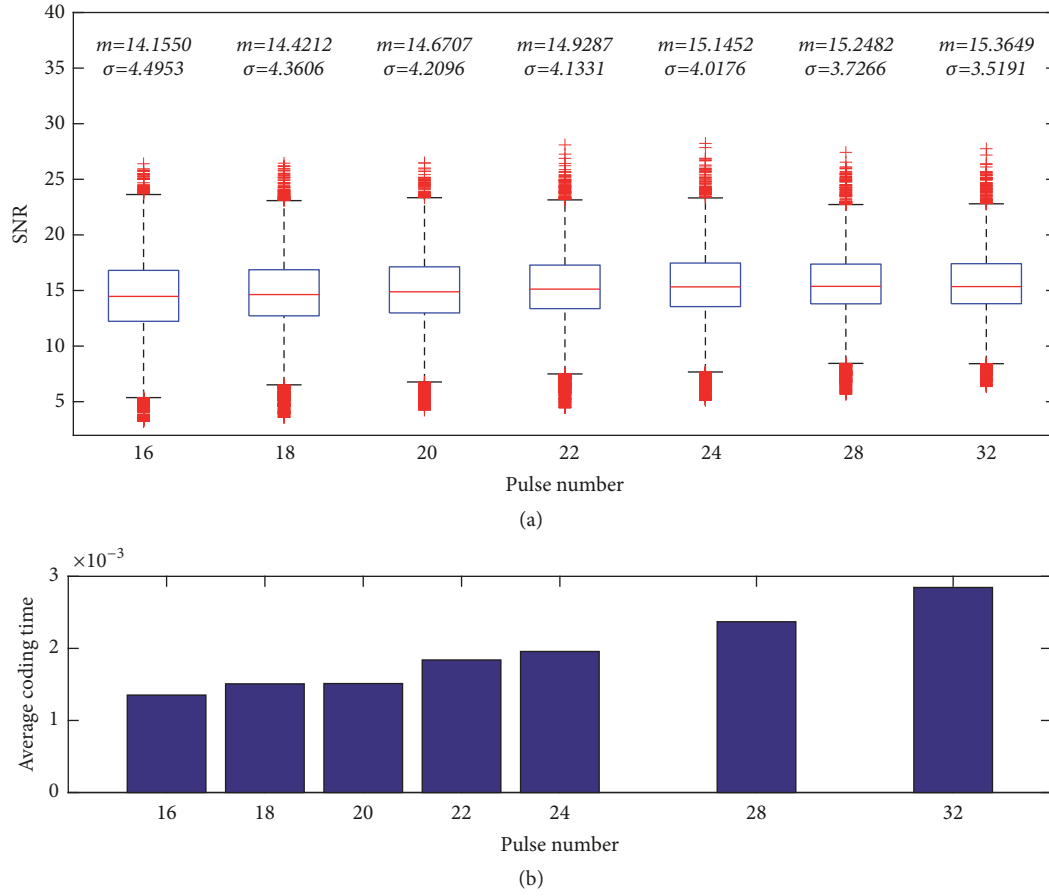 40
35
30
25
20
15
10
5
SNR
m=14.1550 m=14.4212 m=14.6707 m=14.9287 m=15.1452 m=15.2482 m=15.3649
σ=4.4953 σ=4.3606 σ=4.2096 σ=4.1331 σ=4.0176 σ=3.7266 σ=3.5191
16 18 20 22 24 28 32
Pulse number
(a)
×10−3
3
2
1
0
Average coding time
16 18 20 22 24 28 32
Pulse number
(b)